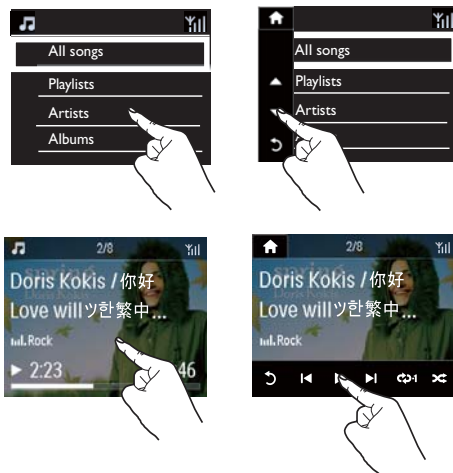 All songs
Playlists
Artists
Albums
All songs
Playlists
Artists
2/8
Doris Kokis /你好
Love willツ한繁中...
Rock
2:23
46
2/8
Doris Kokis /你好
Love willツ한繁中...
Rock
1